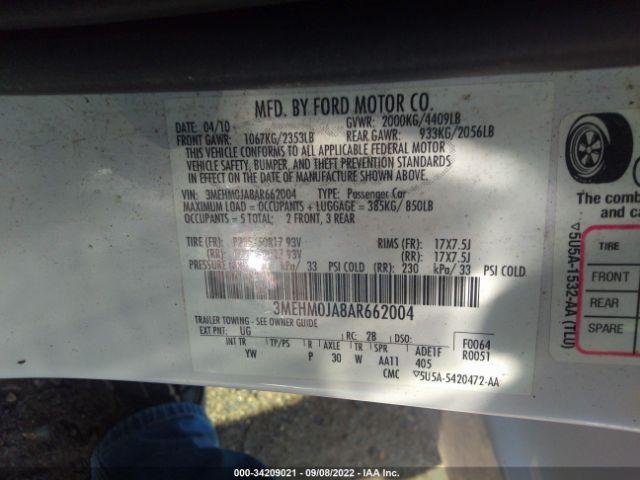 MFD. BY FORD MOTOR CO.
DATE: 04/10 GVWR: 2000KG/4409LB
FRONT GAWR: 1067KG/2353LB REAR GAWR: 933KG/2056LB
THIS VEHICLE CONFORMS TO ALL APPLICABLE FEDERAL MOTOR
VEHICLE SAFETY, BUMPER, AND THEFT PREVENTION STANDARDS
IN EFFECT ON THE DATE OF MANUFACTURE SHOWN ABOVE.
VIN: 3MEHM0JA8AR662004 TYPE: Passenger Car
MAXIMUM LOAD = OCCUPANTS + LUGGAGE = 385KG/ 850LB
OCCUPANTS = 5 TOTAL: 2 FRONT, 3 REAR
TIRE (FR): 93V RIMS (FR): 17X7.5J
(RR): 93V (RR): 17X7.5J
PRESSURE kPa/ 33 PSI COLD (RR): 230 kPa/ 33 PSI COLD
3MEHM0JA8AR662004
TRAILER TOWING - SEE OWNER GUIDE
EXT PNT: UG RC: 28 DSO: F0064
INT TR TP/PS R AXLE TR SPR ADE1F R0051
YW P 30 W AA11 405
CMC ▽5U5A-5420472-AA
The comb
and ca
TIRE
FRONT
REAR
SPARE
▽5U5A-1532-AA (TLU)
000-34209021 - 09/08/2022 - IAA Inc.